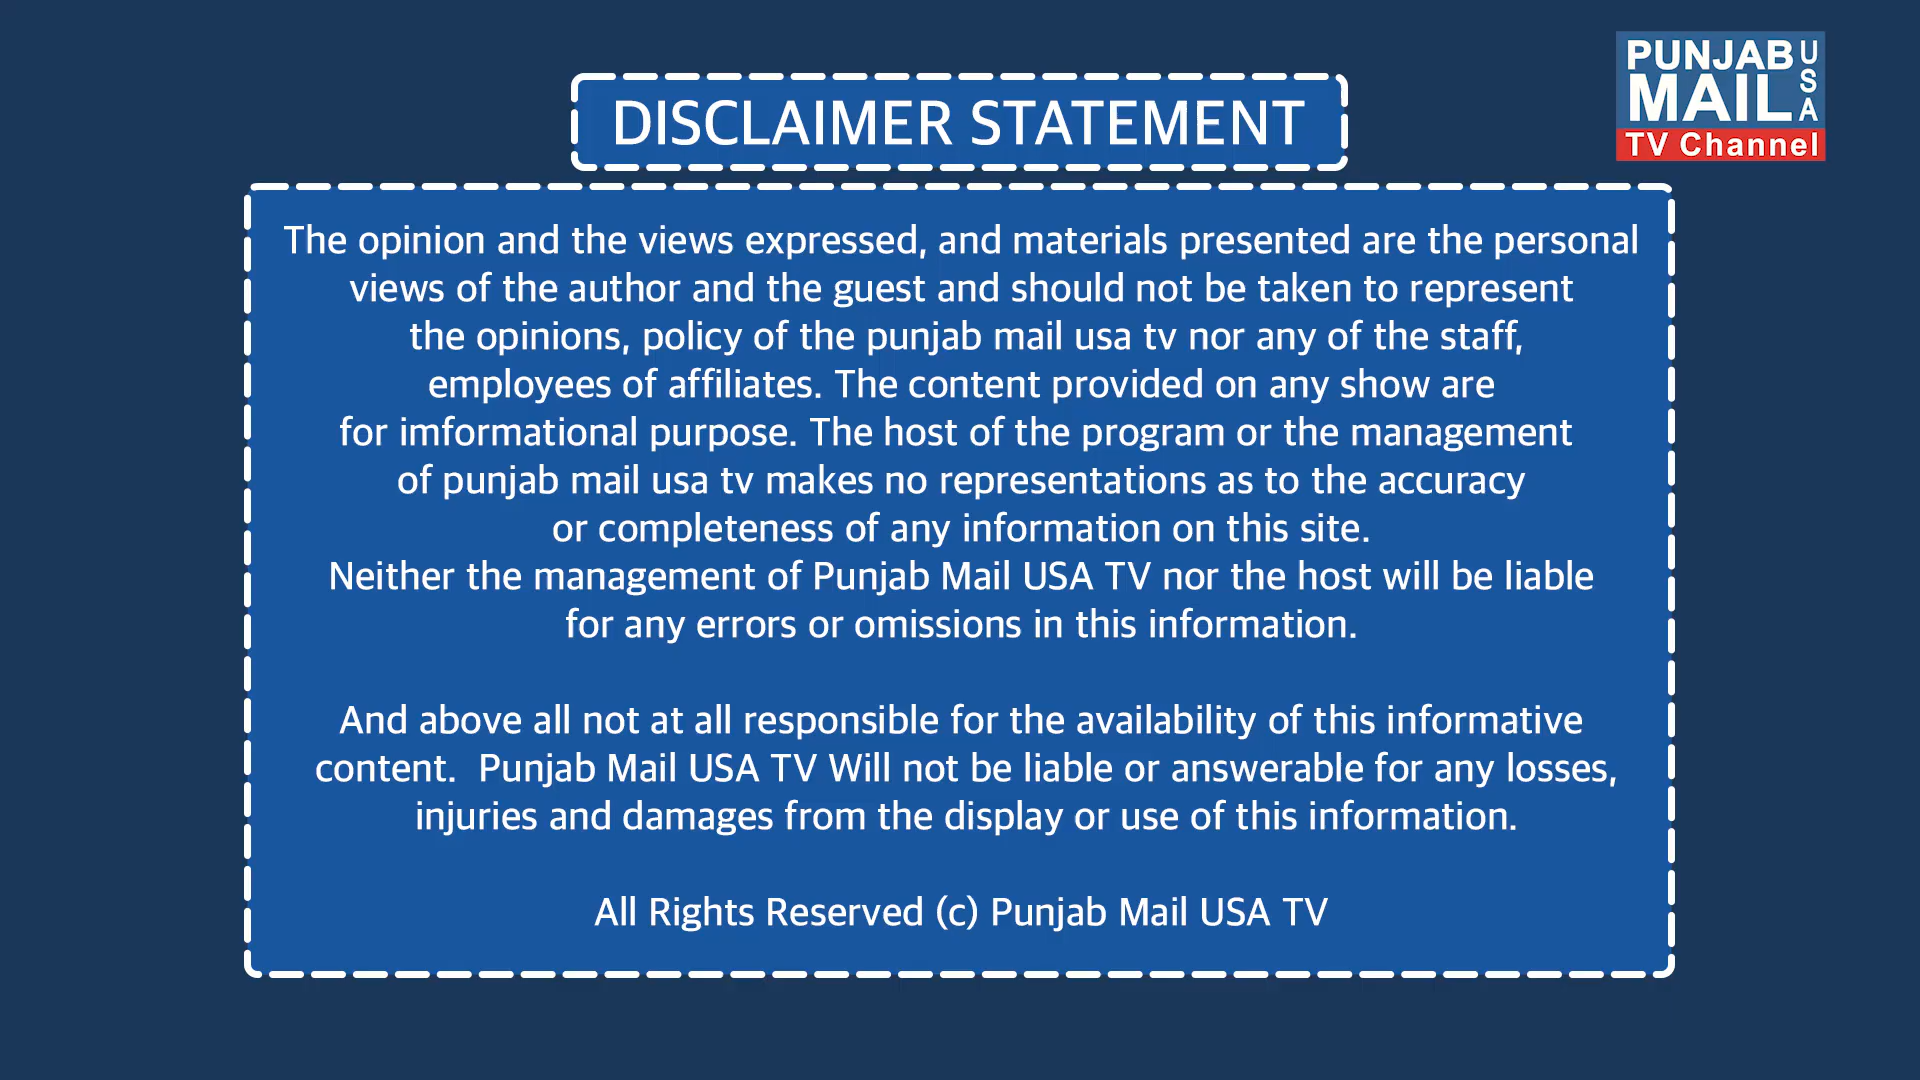 DISCLAIMER STATEMENT
PUNJAB USA
MAIL
TV Channel
The opinion and the views expressed, and materials presented are the personal
views of the author and the guest and should not be taken to represent
the opinions, policy of the punjab mail usa tv nor any of the staff,
employees of affiliates. The content provided on any show are
for imformational purpose. The host of the program or the management
of punjab mail usa tv makes no representations as to the accuracy
or completeness of any information on this site.
Neither the management of Punjab Mail USA TV nor the host will be liable
for any errors or omissions in this information.
And above all not at all responsible for the availability of this informative
content.  Punjab Mail USA TV Will not be liable or answerable for any losses,
injuries and damages from the display or use of this information.
All Rights Reserved (c) Punjab Mail USA TV